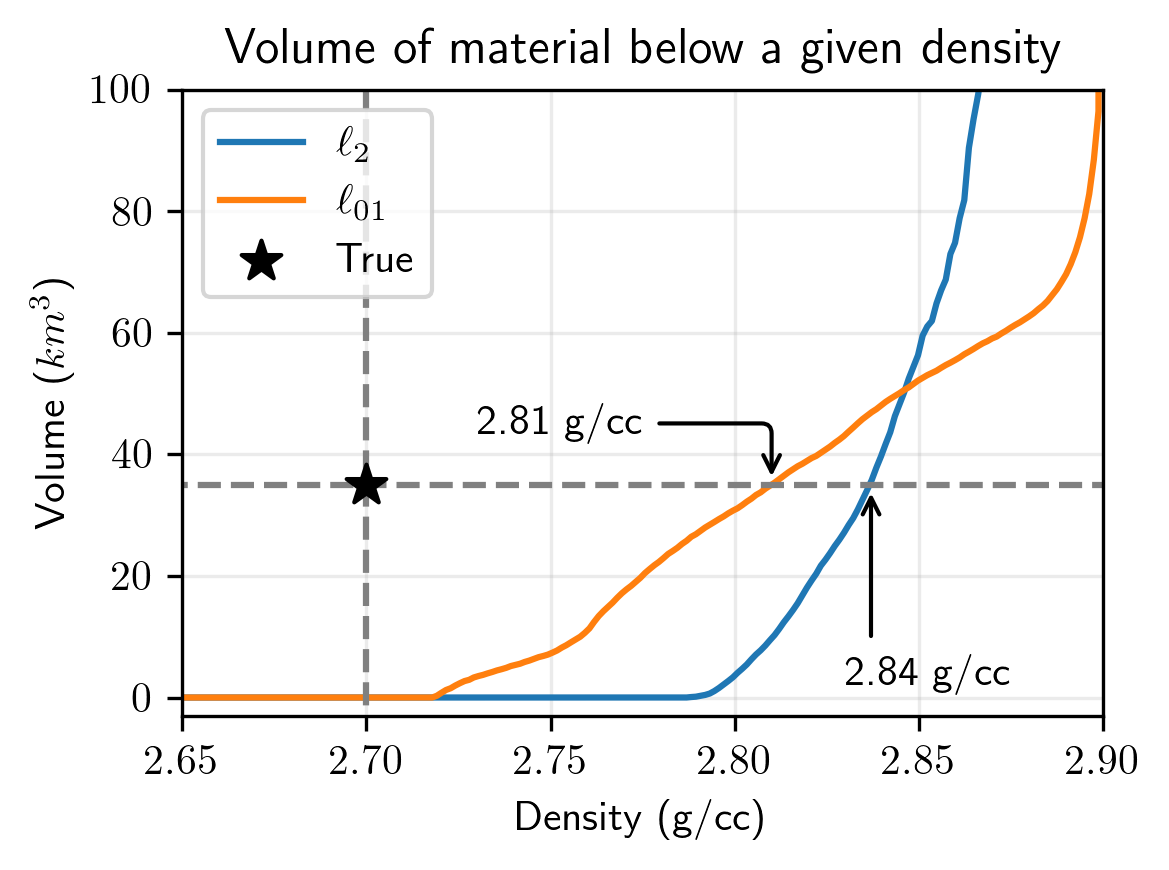 Volume of material below a given density
100
80
60
40
20
0
Volume (km³)
ℓ₂
ℓ₀₁
True
2.81 g/cc
2.84 g/cc
2.65 2.70 2.75 2.80 2.85 2.90
Density (g/cc)